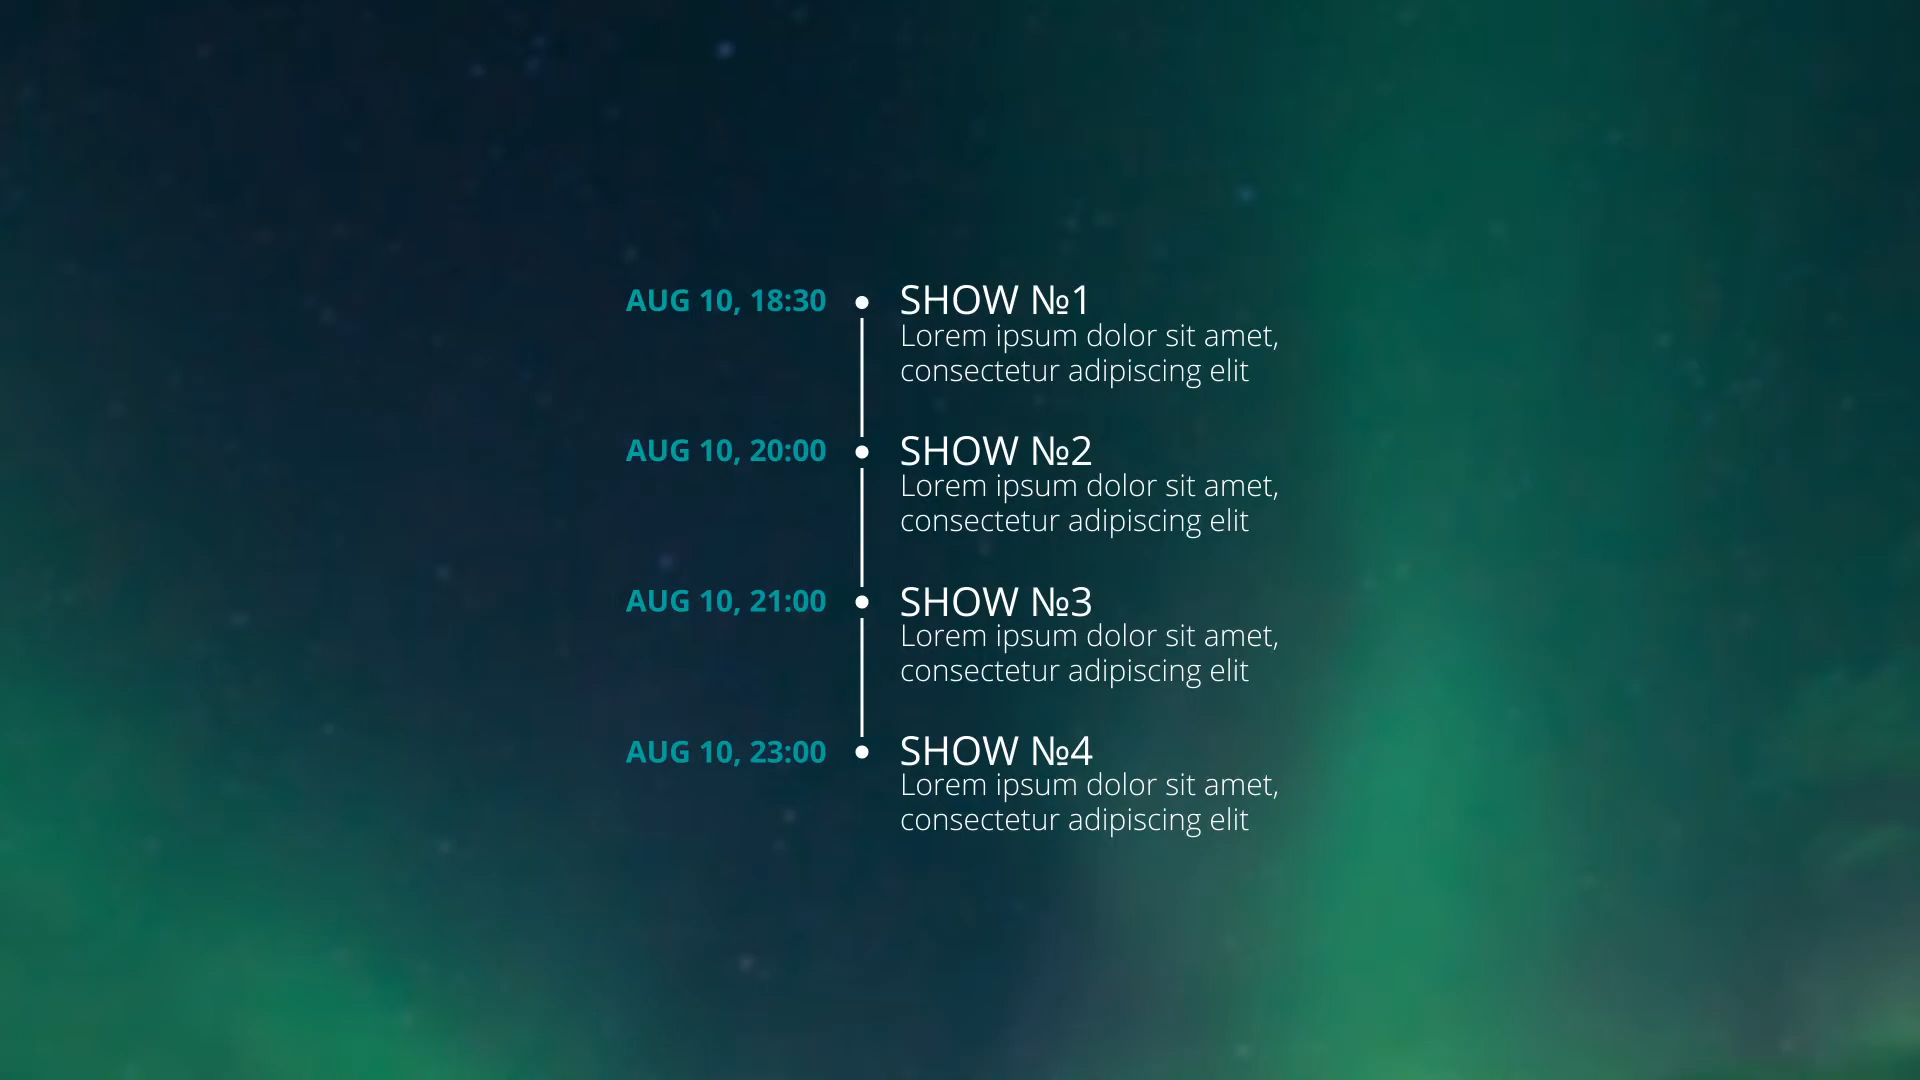 AUG 10, 18:30
SHOW №1
Lorem ipsum dolor sit amet,
consectetur adipiscing elit
AUG 10, 20:00
SHOW №2
Lorem ipsum dolor sit amet,
consectetur adipiscing elit
AUG 10, 21:00
SHOW №3
Lorem ipsum dolor sit amet,
consectetur adipiscing elit
AUG 10, 23:00
SHOW №4
Lorem ipsum dolor sit amet,
consectetur adipiscing elit